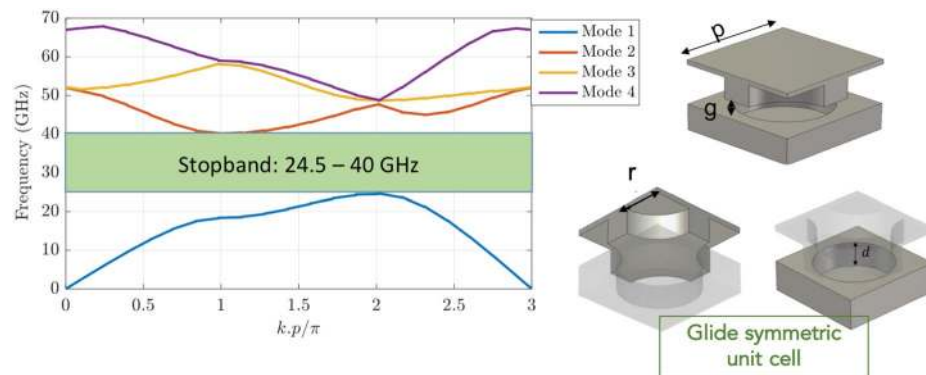 70
60
50
40
30
20
10
0
Frequency (GHz)
Stopband: 24.5 – 40 GHz
0
0.5
1
1.5
2
2.5
3
k.p/π
Mode 1
Mode 2
Mode 3
Mode 4
p
g
r
d
Glide symmetric
unit cell